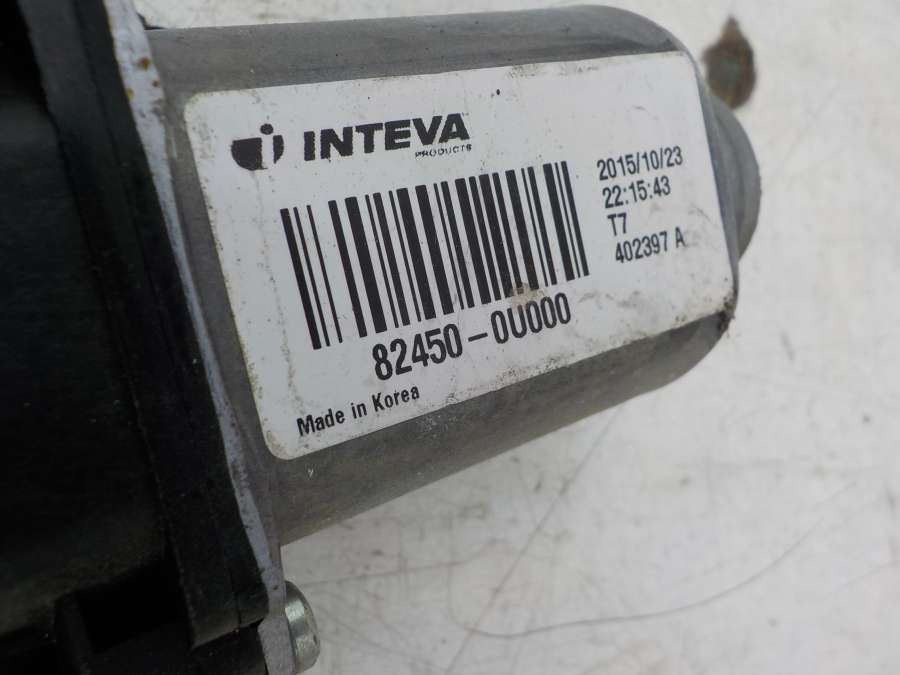 INTEVA
PRODUCTS
2015/10/23
22:15:43
T7
402397 A
82450-0U000
Made in Korea